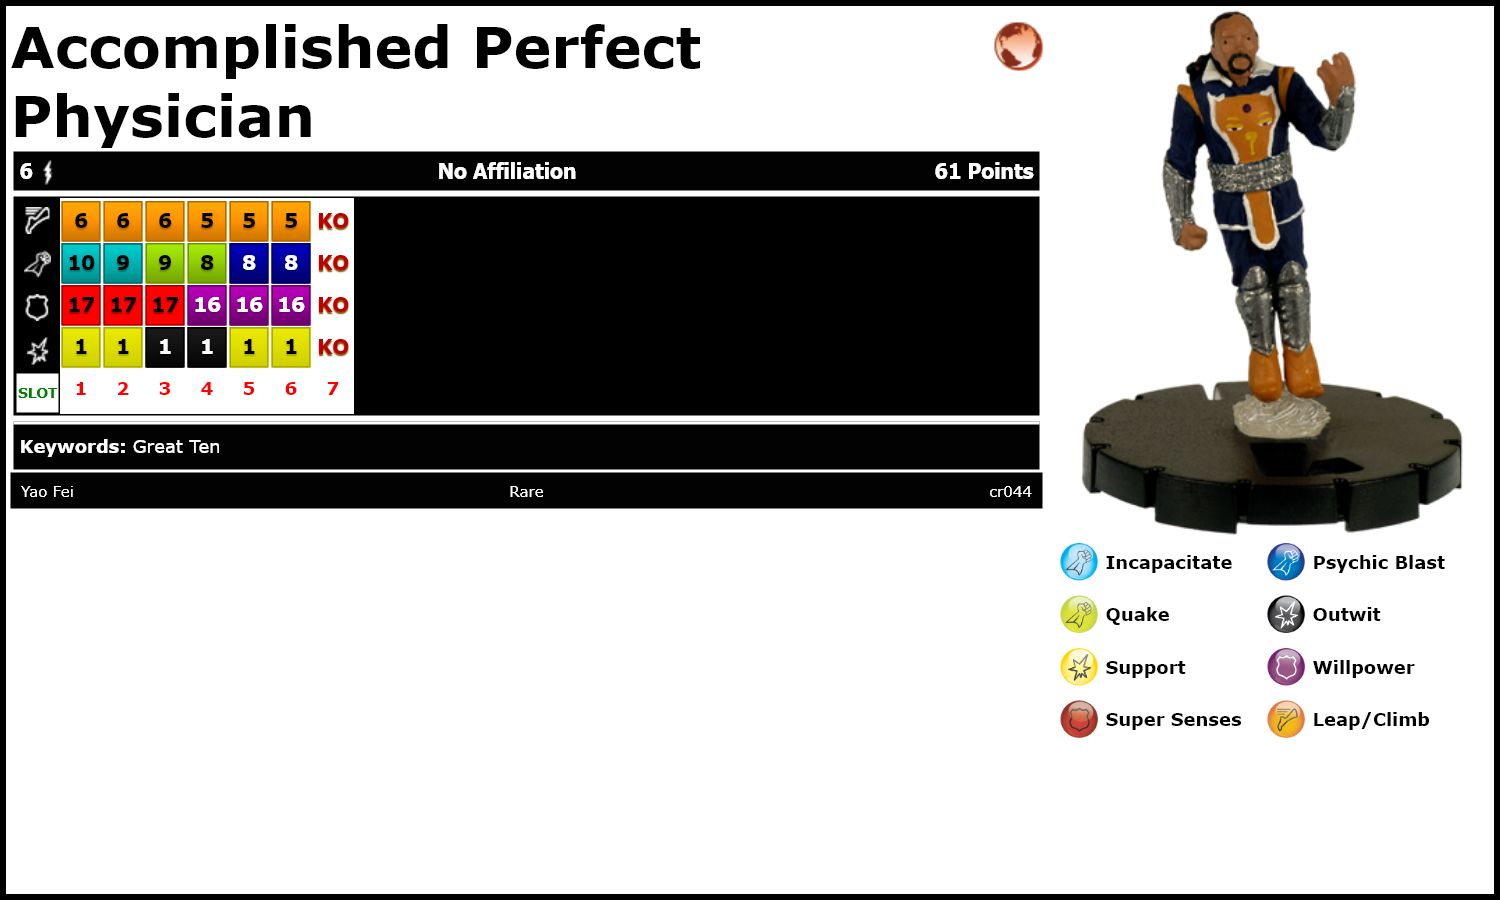 Accomplished Perfect
Physician
6 No Affiliation 61 Points
6 6 6 5 5 5 KO
10 9 9 8 8 8 KO
17 17 17 16 16 16 KO
1 1 1 1 1 1 KO
SLOT 1 2 3 4 5 6 7
Keywords: Great Ten
Yao Fei Rare cr044
Incapacitate Psychic Blast
Quake Outwit
Support Willpower
Super Senses Leap/Climb